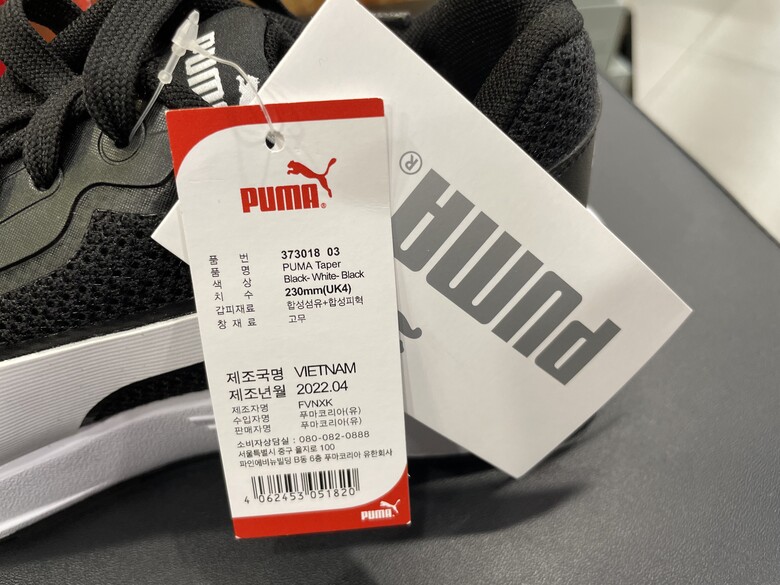 PUMA
PUMA®
품 번 373018 03
품 명 PUMA Taper
색 상 Black- White- Black
치 수 230mm(UK4)
갑피재료 합성섬유+합성피혁
창 재 료 고무
제조국명 VIETNAM
제조년월 2022.04
제조자명 FVNXK
수입자명 푸마코리아(유)
판매자명 푸마코리아(유)
소비자상담실 : 080-082-0888
서울특별시 중구 을지로 100
파인애비뉴빌딩 B동 6층 푸마코리아 유한회사
4 062453 051820
PUMA
PUMA®